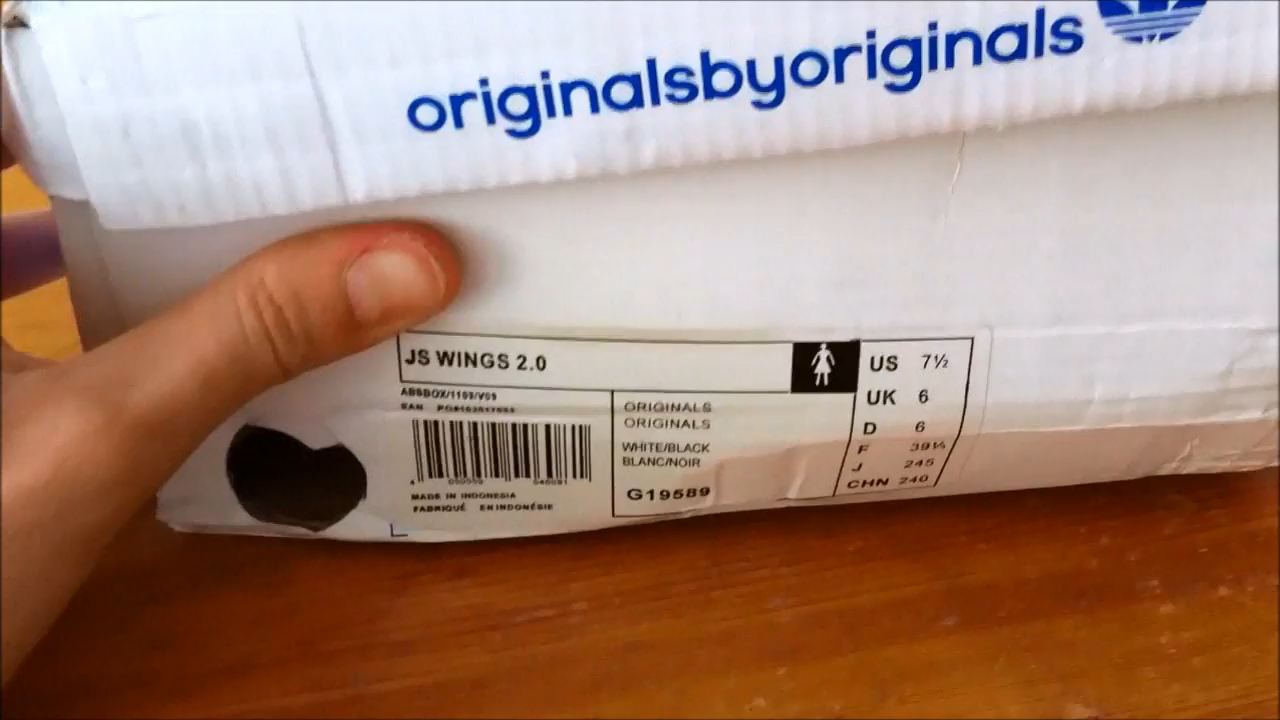 originalsbyoriginals
JS WINGS 2.0
US 7½
UK 6
D 6
F 39⅓
J 245
CHN 240
ORIGINALS
ORIGINALS
WHITE/BLACK
BLANC/NOIR
G19589
MADE IN INDONESIA
FABRIQUÉ EN INDONÉSIE